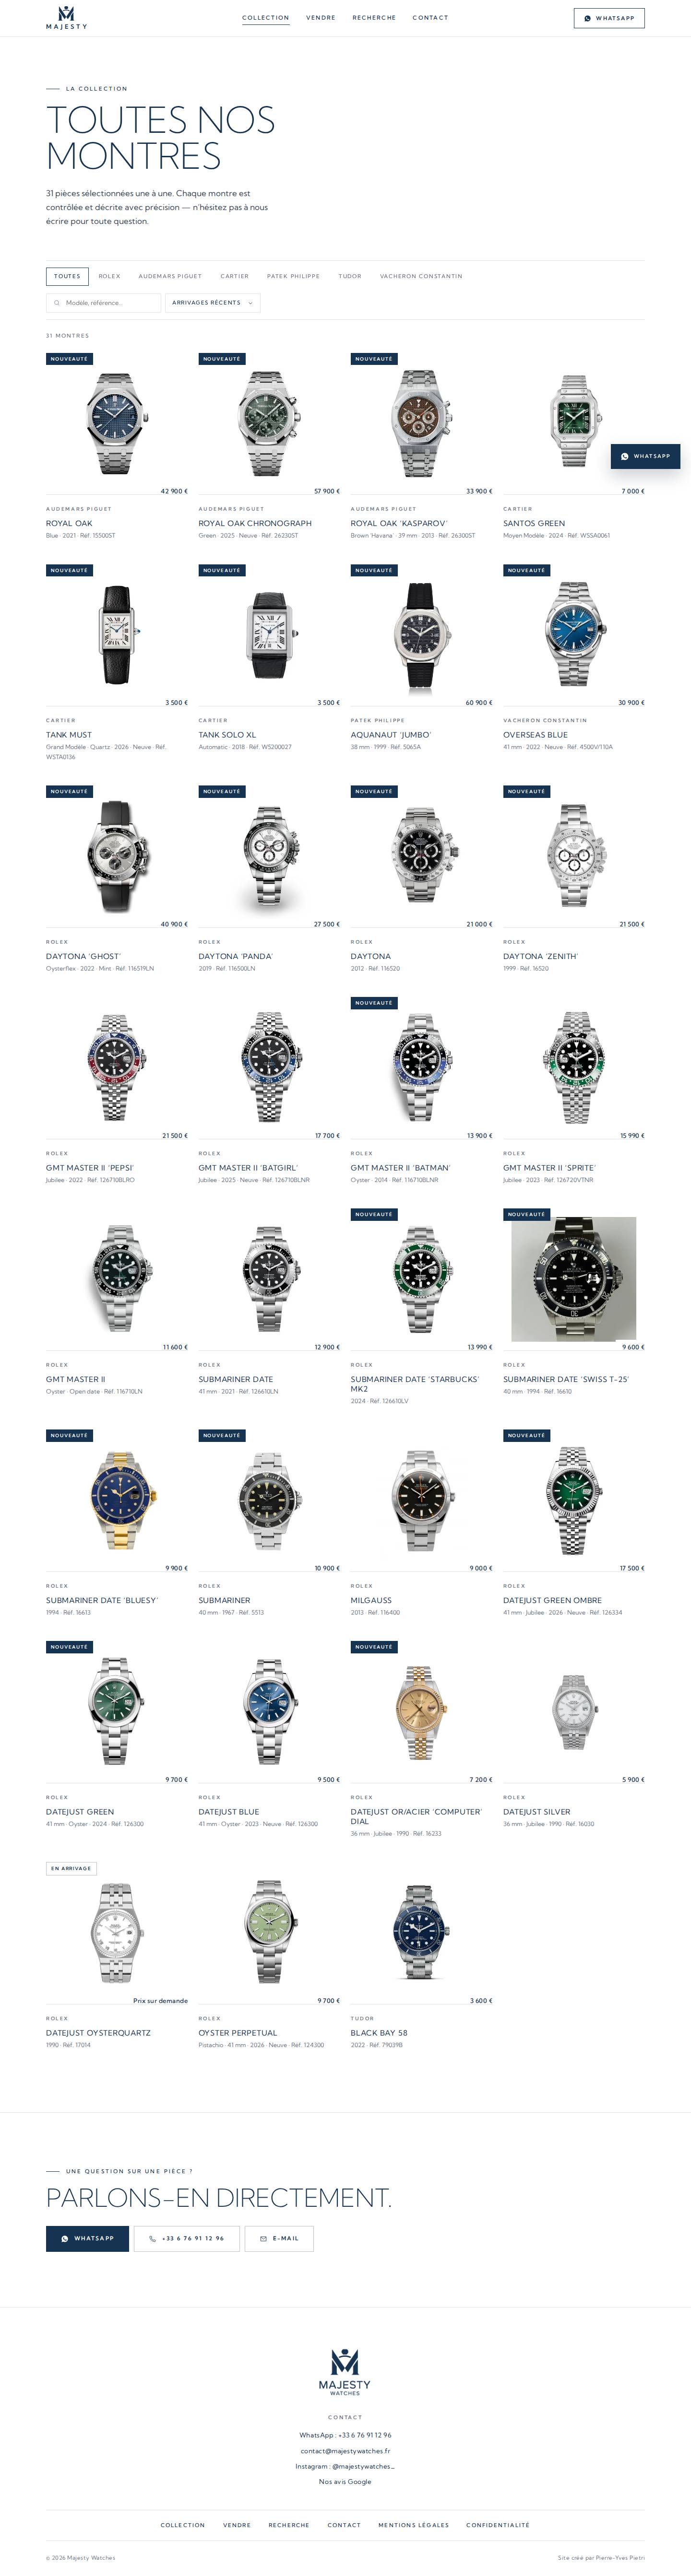 MAJESTY
COLLECTION
VENDRE
RECHERCHE
CONTACT
WHATSAPP
LA COLLECTION
TOUTES NOS
MONTRES
31 pièces sélectionnées une à une. Chaque montre est
contrôlée et décrite avec précision — n'hésitez pas à nous
écrire pour toute question.
TOUTES
ROLEX
AUDEMARS PIGUET
CARTIER
PATEK PHILIPPE
TUDOR
VACHERON CONSTANTIN
Modèle, référence…
ARRIVAGES RÉCENTS
31 MONTRES
NOUVEAUTÉ
42 900 €
AUDEMARS PIGUET
ROYAL OAK
Blue · 2021 · Réf. 15500ST
NOUVEAUTÉ
57 900 €
AUDEMARS PIGUET
ROYAL OAK CHRONOGRAPH
Green · 2025 · Neuve · Réf. 26230ST
NOUVEAUTÉ
33 900 €
AUDEMARS PIGUET
ROYAL OAK 'KASPAROV'
Brown 'Havana' · 39 mm · 2013 · Réf. 26300ST
7 000 €
CARTIER
SANTOS GREEN
Moyen Modèle · 2024 · Réf. WSSA0061
WHATSAPP
NOUVEAUTÉ
3 500 €
CARTIER
TANK MUST
Grand Modèle · Quartz · 2026 · Neuve · Réf.
WSTA0136
NOUVEAUTÉ
3 500 €
CARTIER
TANK SOLO XL
Automatic · 2018 · Réf. W5200027
NOUVEAUTÉ
60 900 €
PATEK PHILIPPE
AQUANAUT 'JUMBO'
38 mm · 1999 · Réf. 5065A
NOUVEAUTÉ
30 900 €
VACHERON CONSTANTIN
OVERSEAS BLUE
41 mm · 2022 · Neuve · Réf. 4500V/110A
NOUVEAUTÉ
40 900 €
ROLEX
DAYTONA 'GHOST'
Oysterflex · 2022 · Mint · Réf. 116519LN
NOUVEAUTÉ
27 500 €
ROLEX
DAYTONA 'PANDA'
2019 · Réf. 116500LN
NOUVEAUTÉ
21 000 €
ROLEX
DAYTONA
2012 · Réf. 116520
NOUVEAUTÉ
21 500 €
ROLEX
DAYTONA 'ZENITH'
1999 · Réf. 16520
21 500 €
ROLEX
GMT MASTER II 'PEPSI'
Jubilee · 2022 · Réf. 126710BLRO
17 700 €
ROLEX
GMT MASTER II 'BATGIRL'
Jubilee · 2025 · Neuve · Réf. 126710BLNR
NOUVEAUTÉ
13 900 €
ROLEX
GMT MASTER II 'BATMAN'
Oyster · 2014 · Réf. 116710BLNR
15 990 €
ROLEX
GMT MASTER II 'SPRITE'
Jubilee · 2023 · Réf. 126720VTNR
11 600 €
ROLEX
GMT MASTER II
Oyster · Open date · Réf. 116710LN
12 900 €
ROLEX
SUBMARINER DATE
41 mm · 2021 · Réf. 126610LN
NOUVEAUTÉ
13 990 €
ROLEX
SUBMARINER DATE 'STARBUCKS'
MK2
2024 · Réf. 126610LV
NOUVEAUTÉ
9 600 €
ROLEX
SUBMARINER DATE 'SWISS T-25'
40 mm · 1994 · Réf. 16610
NOUVEAUTÉ
9 900 €
ROLEX
SUBMARINER DATE 'BLUESY'
1994 · Réf. 16613
NOUVEAUTÉ
10 900 €
ROLEX
SUBMARINER
40 mm · 1967 · Réf. 5513
9 000 €
ROLEX
MILGAUSS
2013 · Réf. 116400
NOUVEAUTÉ
17 500 €
ROLEX
DATEJUST GREEN OMBRE
41 mm · Jubilee · 2026 · Neuve · Réf. 126334
NOUVEAUTÉ
9 700 €
ROLEX
DATEJUST GREEN
41 mm · Oyster · 2024 · Réf. 126300
9 500 €
ROLEX
DATEJUST BLUE
41 mm · Oyster · 2023 · Neuve · Réf. 126300
NOUVEAUTÉ
7 200 €
ROLEX
DATEJUST OR/ACIER 'COMPUTER'
DIAL
36 mm · Jubilee · 1990 · Réf. 16233
5 900 €
ROLEX
DATEJUST SILVER
36 mm · Jubilee · 1990 · Réf. 16030
EN ARRIVAGE
Prix sur demande
ROLEX
DATEJUST OYSTERQUARTZ
1990 · Réf. 17014
9 700 €
ROLEX
OYSTER PERPETUAL
Pistachio · 41 mm · 2026 · Neuve · Réf. 124300
3 600 €
TUDOR
BLACK BAY 58
2022 · Réf. 79039B
UNE QUESTION SUR UNE PIÈCE ?
PARLONS-EN DIRECTEMENT.
WHATSAPP
+33 6 76 91 12 96
E-MAIL
MAJESTY
WATCHES
CONTACT
WhatsApp : +33 6 76 91 12 96
contact@majestywatches.fr
Instagram : @majestywatches_
Nos avis Google
COLLECTION
VENDRE
RECHERCHE
CONTACT
MENTIONS LÉGALES
CONFIDENTIALITÉ
© 2026 Majesty Watches
Site créé par Pierre-Yves Pietri